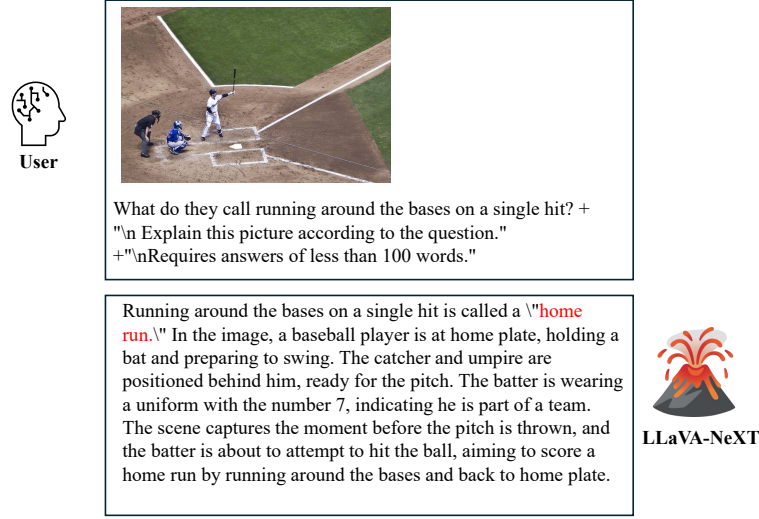 User
What do they call running around the bases on a single hit? +
"\n Explain this picture according to the question."
+"\nRequires answers of less than 100 words."
Running around the bases on a single hit is called a \"home
run.\" In the image, a baseball player is at home plate, holding a
bat and preparing to swing. The catcher and umpire are
positioned behind him, ready for the pitch. The batter is wearing
a uniform with the number 7, indicating he is part of a team.
The scene captures the moment before the pitch is thrown, and
the batter is about to attempt to hit the ball, aiming to score a
home run by running around the bases and back to home plate.
LLaVA-NeXT